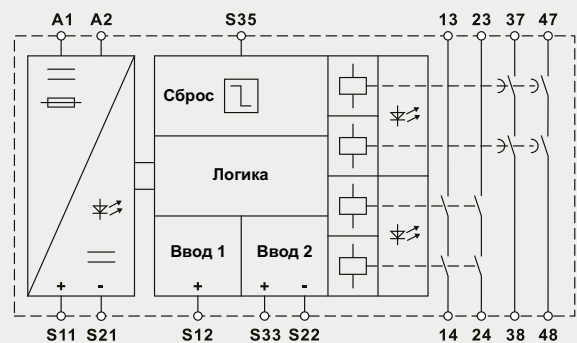 A1 A2 S35 13 23 37 47
Сброс
Логика
Ввод 1 Ввод 2
+ - + + -
S11 S21 S12 S33 S22 14 24 38 48